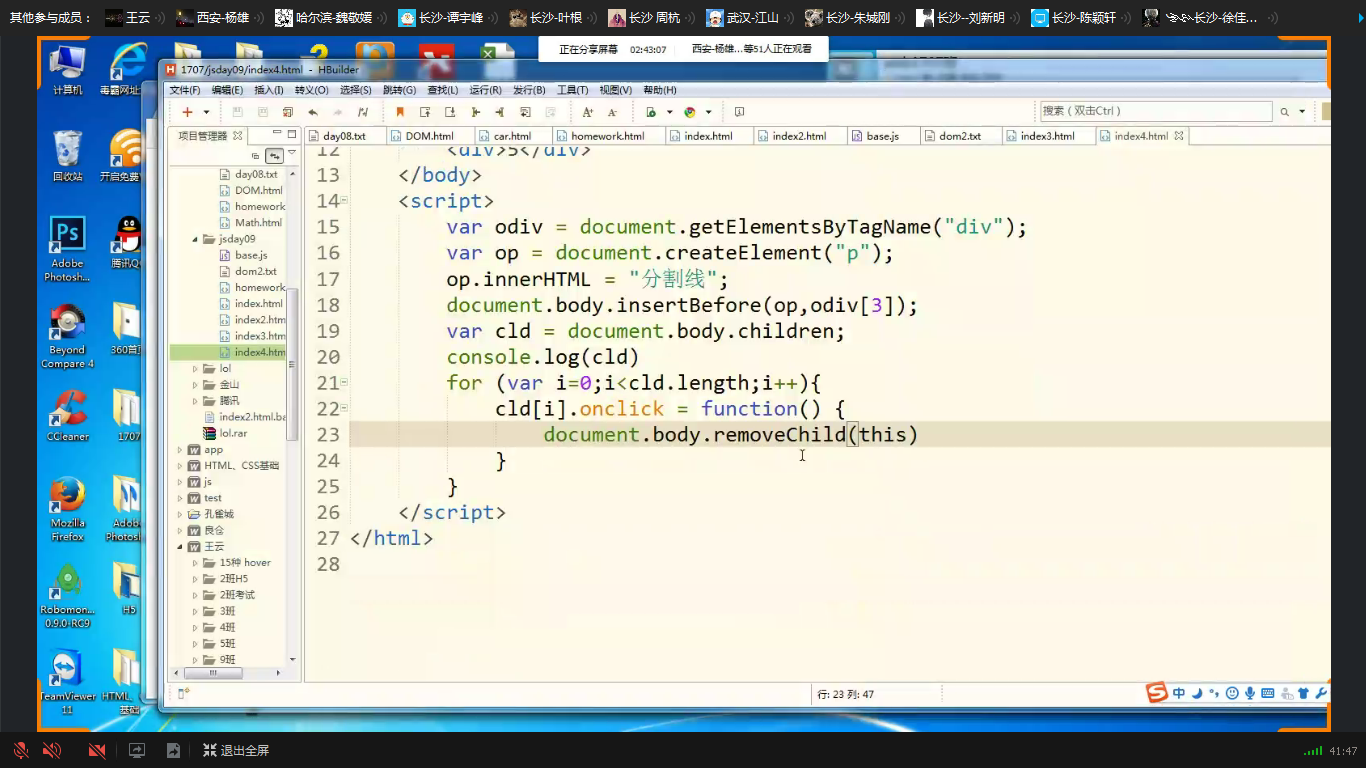 其他参与成员： 王云 西安-杨雄 哈尔滨-魏敬媛 长沙-谭宇峰 长沙-叶根 长沙 周杭 武汉-江山 长沙-朱城刚 长沙--刘新明 长沙-陈颖轩 长沙-徐佳...
正在分享屏幕 02:43:07 西安-杨雄...等51人正在观看
1707/jsday09/index4.html - HBuilder
文件(F) 编辑(E) 插入(I) 转义(O) 选择(S) 跳转(G) 查找(L) 运行(R) 发行(B) 工具(T) 视图(V) 帮助(H)
搜索（双击Ctrl）
项目管理器
day08.txt DOM.html car.html homework.html index.html index2.html base.js dom2.txt index3.html index4.html
计算机
回收站
Adobe Photosh...
Beyond Compare 4
CCleaner
Mozilla Firefox
Robomon... 0.9.0-RC9
TeamViewer 11
毒霸网址
开启免费
腾讯QQ
1707
H5
基础
day08.txt
DOM.html
homework
Math.html
jsday09
base.js
dom2.txt
homework
index.html
index2.htm
index3.htm
index4.htm
lol
金山
腾讯
index2.html.ba
lol.rar
app
HTML、CSS基础
js
test
孔雀城
良仓
王云
15种 hover
2班H5
2班考试
3班
4班
5班
9班
12 <div>5</div>
13 </body>
14 <script>
15 var odiv = document.getElementsByTagName("div");
16 var op = document.createElement("p");
17 op.innerHTML = "分割线";
18 document.body.insertBefore(op,odiv[3]);
19 var cld = document.body.children;
20 console.log(cld)
21 for (var i=0;i<cld.length;i++){
22 cld[i].onclick = function() {
23 document.body.removeChild(this)
24 }
25 }
26 </script>
27 </html>
28
行: 23 列: 47
中
退出全屏
41:47